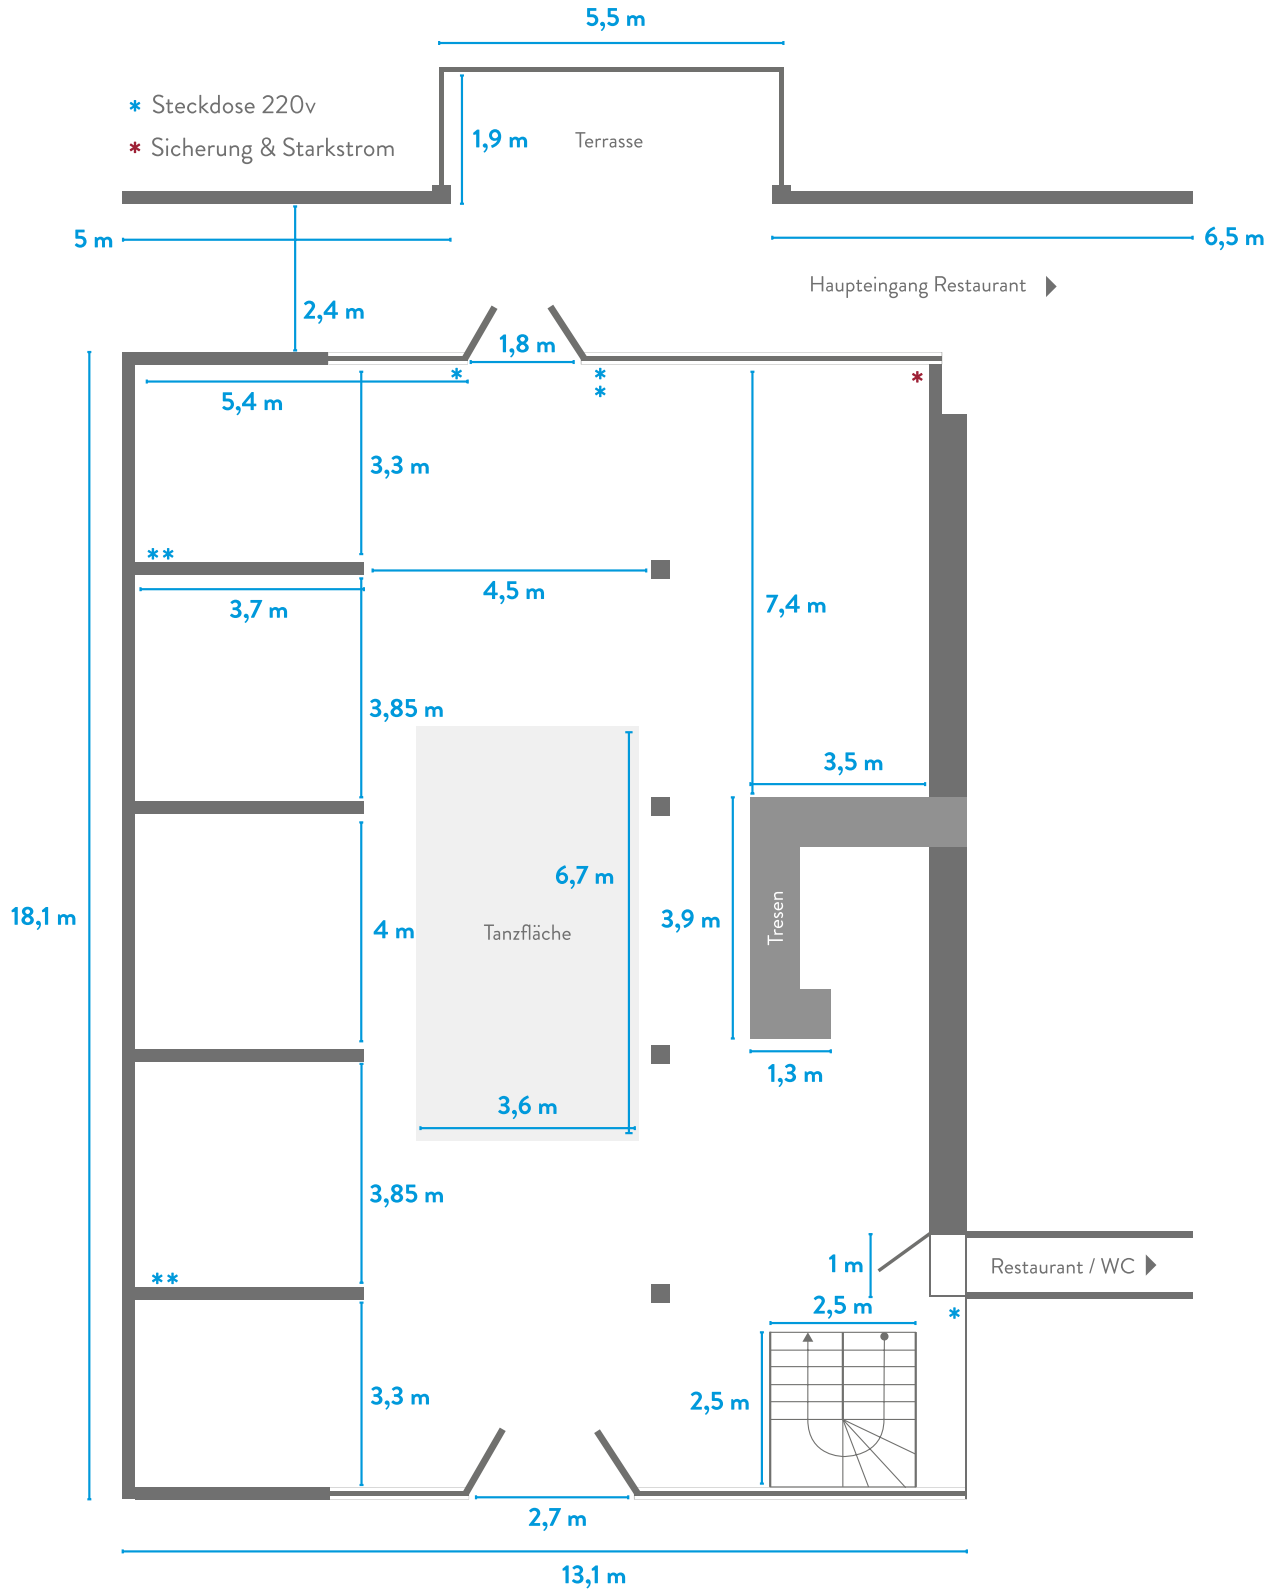 5,5 m
* Steckdose 220v
* Sicherung & Starkstrom
1,9 m
Terrasse
5 m
6,5 m
Haupteingang Restaurant
2,4 m
1,8 m
*
*
*
*
5,4 m
3,3 m
**
4,5 m
3,7 m
7,4 m
3,85 m
3,5 m
6,7 m
18,1 m
4 m
Tanzfläche
3,9 m
Tresen
1,3 m
3,6 m
3,85 m
1 m
Restaurant / WC
**
2,5 m
*
3,3 m
2,5 m
2,7 m
13,1 m